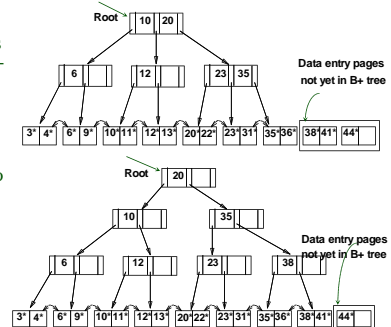 Root
10 20
6
12
23 35
Data entry pages
not yet in B+ tree
3* 4* 6* 9* 10* 11* 12* 13* 20* 22* 23* 31* 35* 36* 38* 41* 44*
Root
20
10
35
6
12
23
38
Data entry pages
not yet in B+ tree
3* 4* 6* 9* 10* 11* 12* 13* 20* 22* 23* 31* 35* 36* 38* 41* 44*